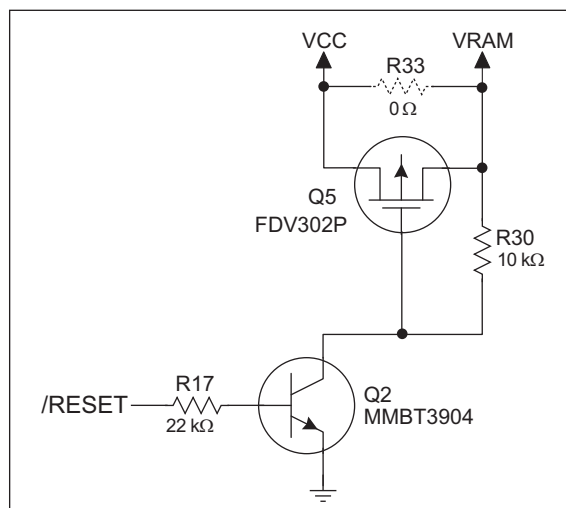 VCC
VRAM
R33
0 Ω
Q5
FDV302P
R30
10 kΩ
/RESET
R17
22 kΩ
Q2
MMBT3904